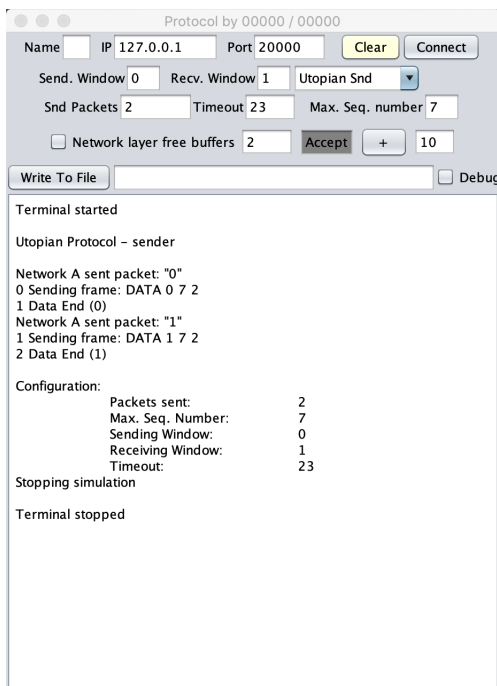 Protocol by 00000 / 00000
Name IP 127.0.0.1 Port 20000 Clear Connect
Send. Window 0 Recv. Window 1 Utopian Snd
Snd Packets 2 Timeout 23 Max. Seq. number 7
Network layer free buffers 2 Accept + 10
Write To File Debug
Terminal started
Utopian Protocol – sender
Network A sent packet: "0"
0 Sending frame: DATA 0 7 2
1 Data End (0)
Network A sent packet: "1"
1 Sending frame: DATA 1 7 2
2 Data End (1)
Configuration:
Packets sent: 2
Max. Seq. Number: 7
Sending Window: 0
Receiving Window: 1
Timeout: 23
Stopping simulation
Terminal stopped